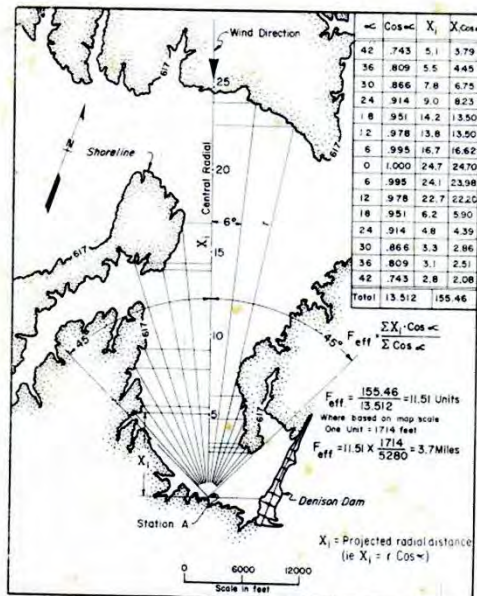 Wind Direction
25
617
617
N
Shoreline
Central Radial
Xi
20
15
6°
r
617
617
10
45°
45°
5
617
Xi
Station A
Denison Dam
0 6000 12000
Scale in feet
∝ Cos∝ Xi Xi Cos∝
42 .743 5.1 3.79
36 .809 5.5 4.45
30 .866 7.8 6.75
24 .914 9.0 8.23
18 .951 14.2 13.50
12 .978 13.8 13.50
6 .995 16.7 16.62
0 1.000 24.7 24.70
6 .995 24.1 23.98
12 .978 22.7 22.20
18 .951 6.2 5.90
24 .914 4.8 4.39
30 .866 3.3 2.86
36 .809 3.1 2.51
42 .743 2.8 2.08
Total 13.512 155.46
Feff = ΣXi·Cos∝ / ΣCos∝
Feff = 155.46 / 13.512 = 11.51 Units
Where based on map scale
One Unit = 1714 feet
Feff = 11.51 X 1714 / 5280 = 3.7 Miles
Xi = Projected radial distance
(ie Xi = r Cos∝)